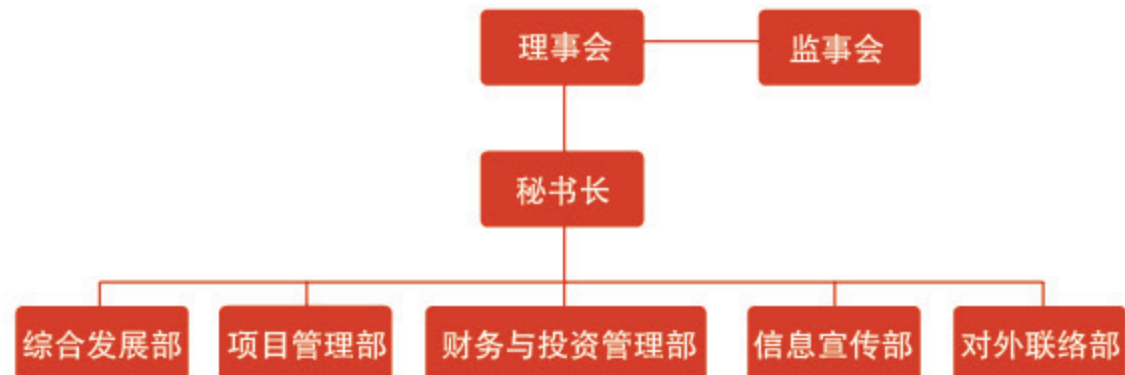 理事会
监事会
秘书长
综合发展部
项目管理部
财务与投资管理部
信息宣传部
对外联络部